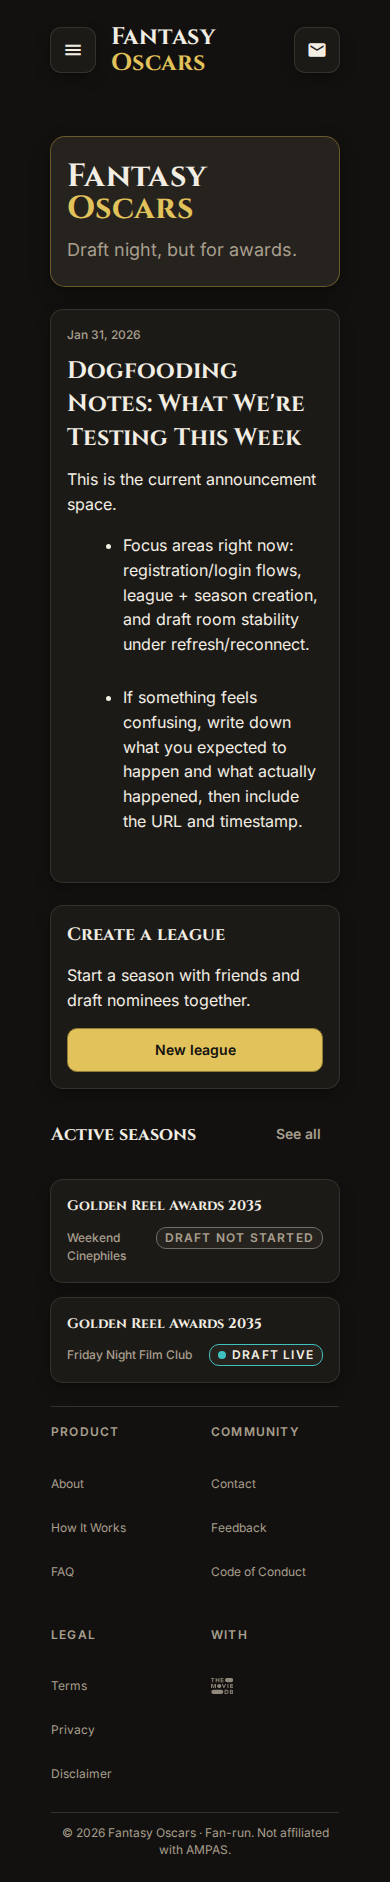 Fantasy
Oscars
Fantasy
Oscars
Draft night, but for awards.
Jan 31, 2026
Dogfooding
Notes: What We're
Testing This Week
This is the current announcement
space.
• Focus areas right now:
registration/login flows,
league + season creation,
and draft room stability
under refresh/reconnect.
• If something feels
confusing, write down
what you expected to
happen and what actually
happened, then include
the URL and timestamp.
Create a league
Start a season with friends and
draft nominees together.
New league
Active seasons
See all
Golden Reel Awards 2035
Weekend
Cinephiles
DRAFT NOT STARTED
Golden Reel Awards 2035
Friday Night Film Club
DRAFT LIVE
PRODUCT
About
How It Works
FAQ
COMMUNITY
Contact
Feedback
Code of Conduct
LEGAL
Terms
Privacy
Disclaimer
WITH
THE
MOVIE
DB
© 2026 Fantasy Oscars · Fan-run. Not affiliated
with AMPAS.